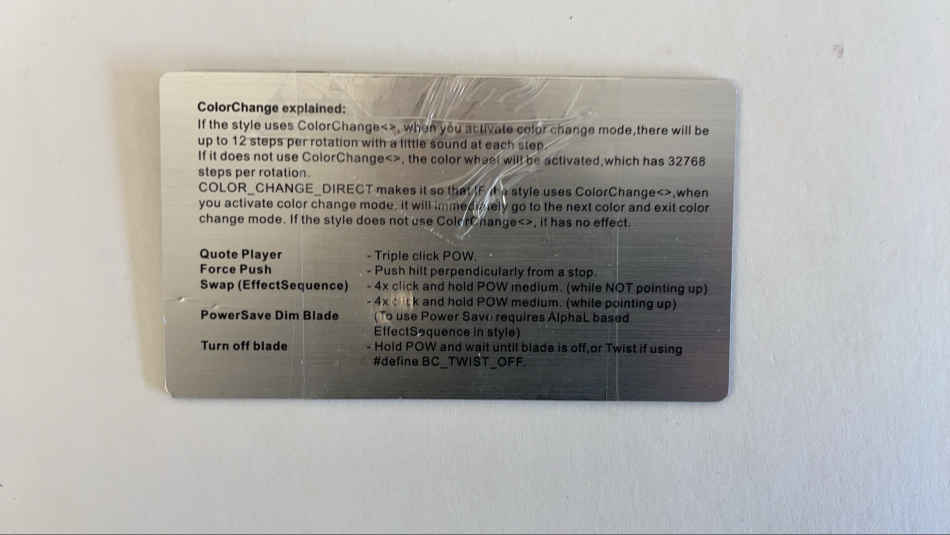 ColorChange explained:
If the style uses ColorChange<>, when you activate color change mode,there will be
up to 12 steps per rotation with a little sound at each step.
If it does not use ColorChange<>, the color wheel will be activated,which has 32768
steps per rotation.
COLOR_CHANGE_DIRECT makes it so that IF the style uses ColorChange<>,when
you activate color change mode, it will immediately go to the next color and exit color
change mode. If the style does not use ColorChange<>, it has no effect.
Quote Player - Triple click POW.
Force Push - Push hilt perpendicularly from a stop.
Swap (EffectSequence) - 4x click and hold POW medium. (while NOT pointing up)
- 4x click and hold POW medium. (while pointing up)
PowerSave Dim Blade (To use Power Save requires AlphaL based
EffectSequence in style)
Turn off blade - Hold POW and wait until blade is off,or Twist if using
#define BC_TWIST_OFF.